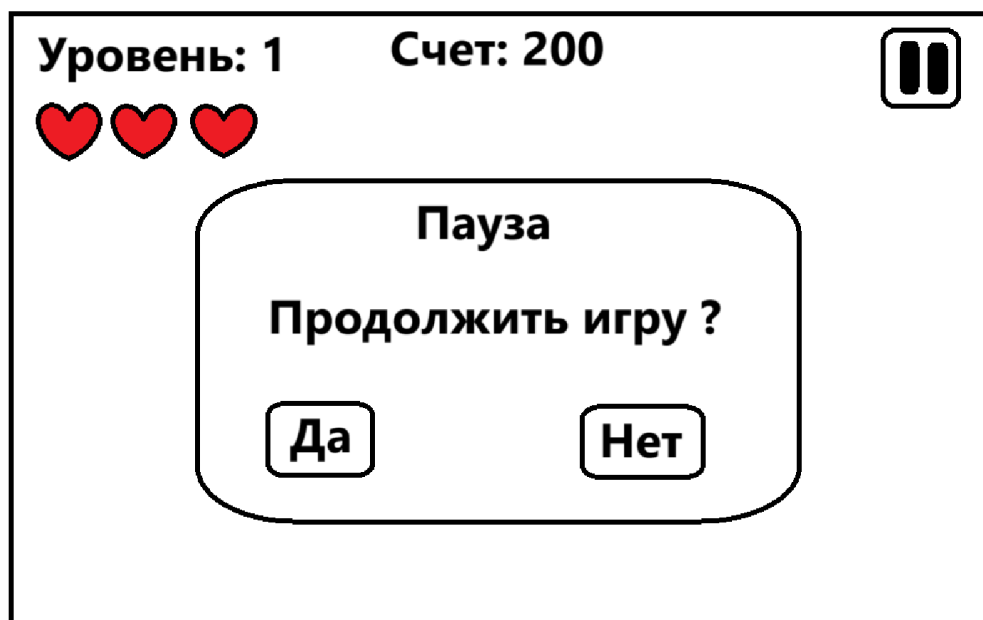 Уровень: 1
Счет: 200
Пауза
Продолжить игру ?
Да
Нет